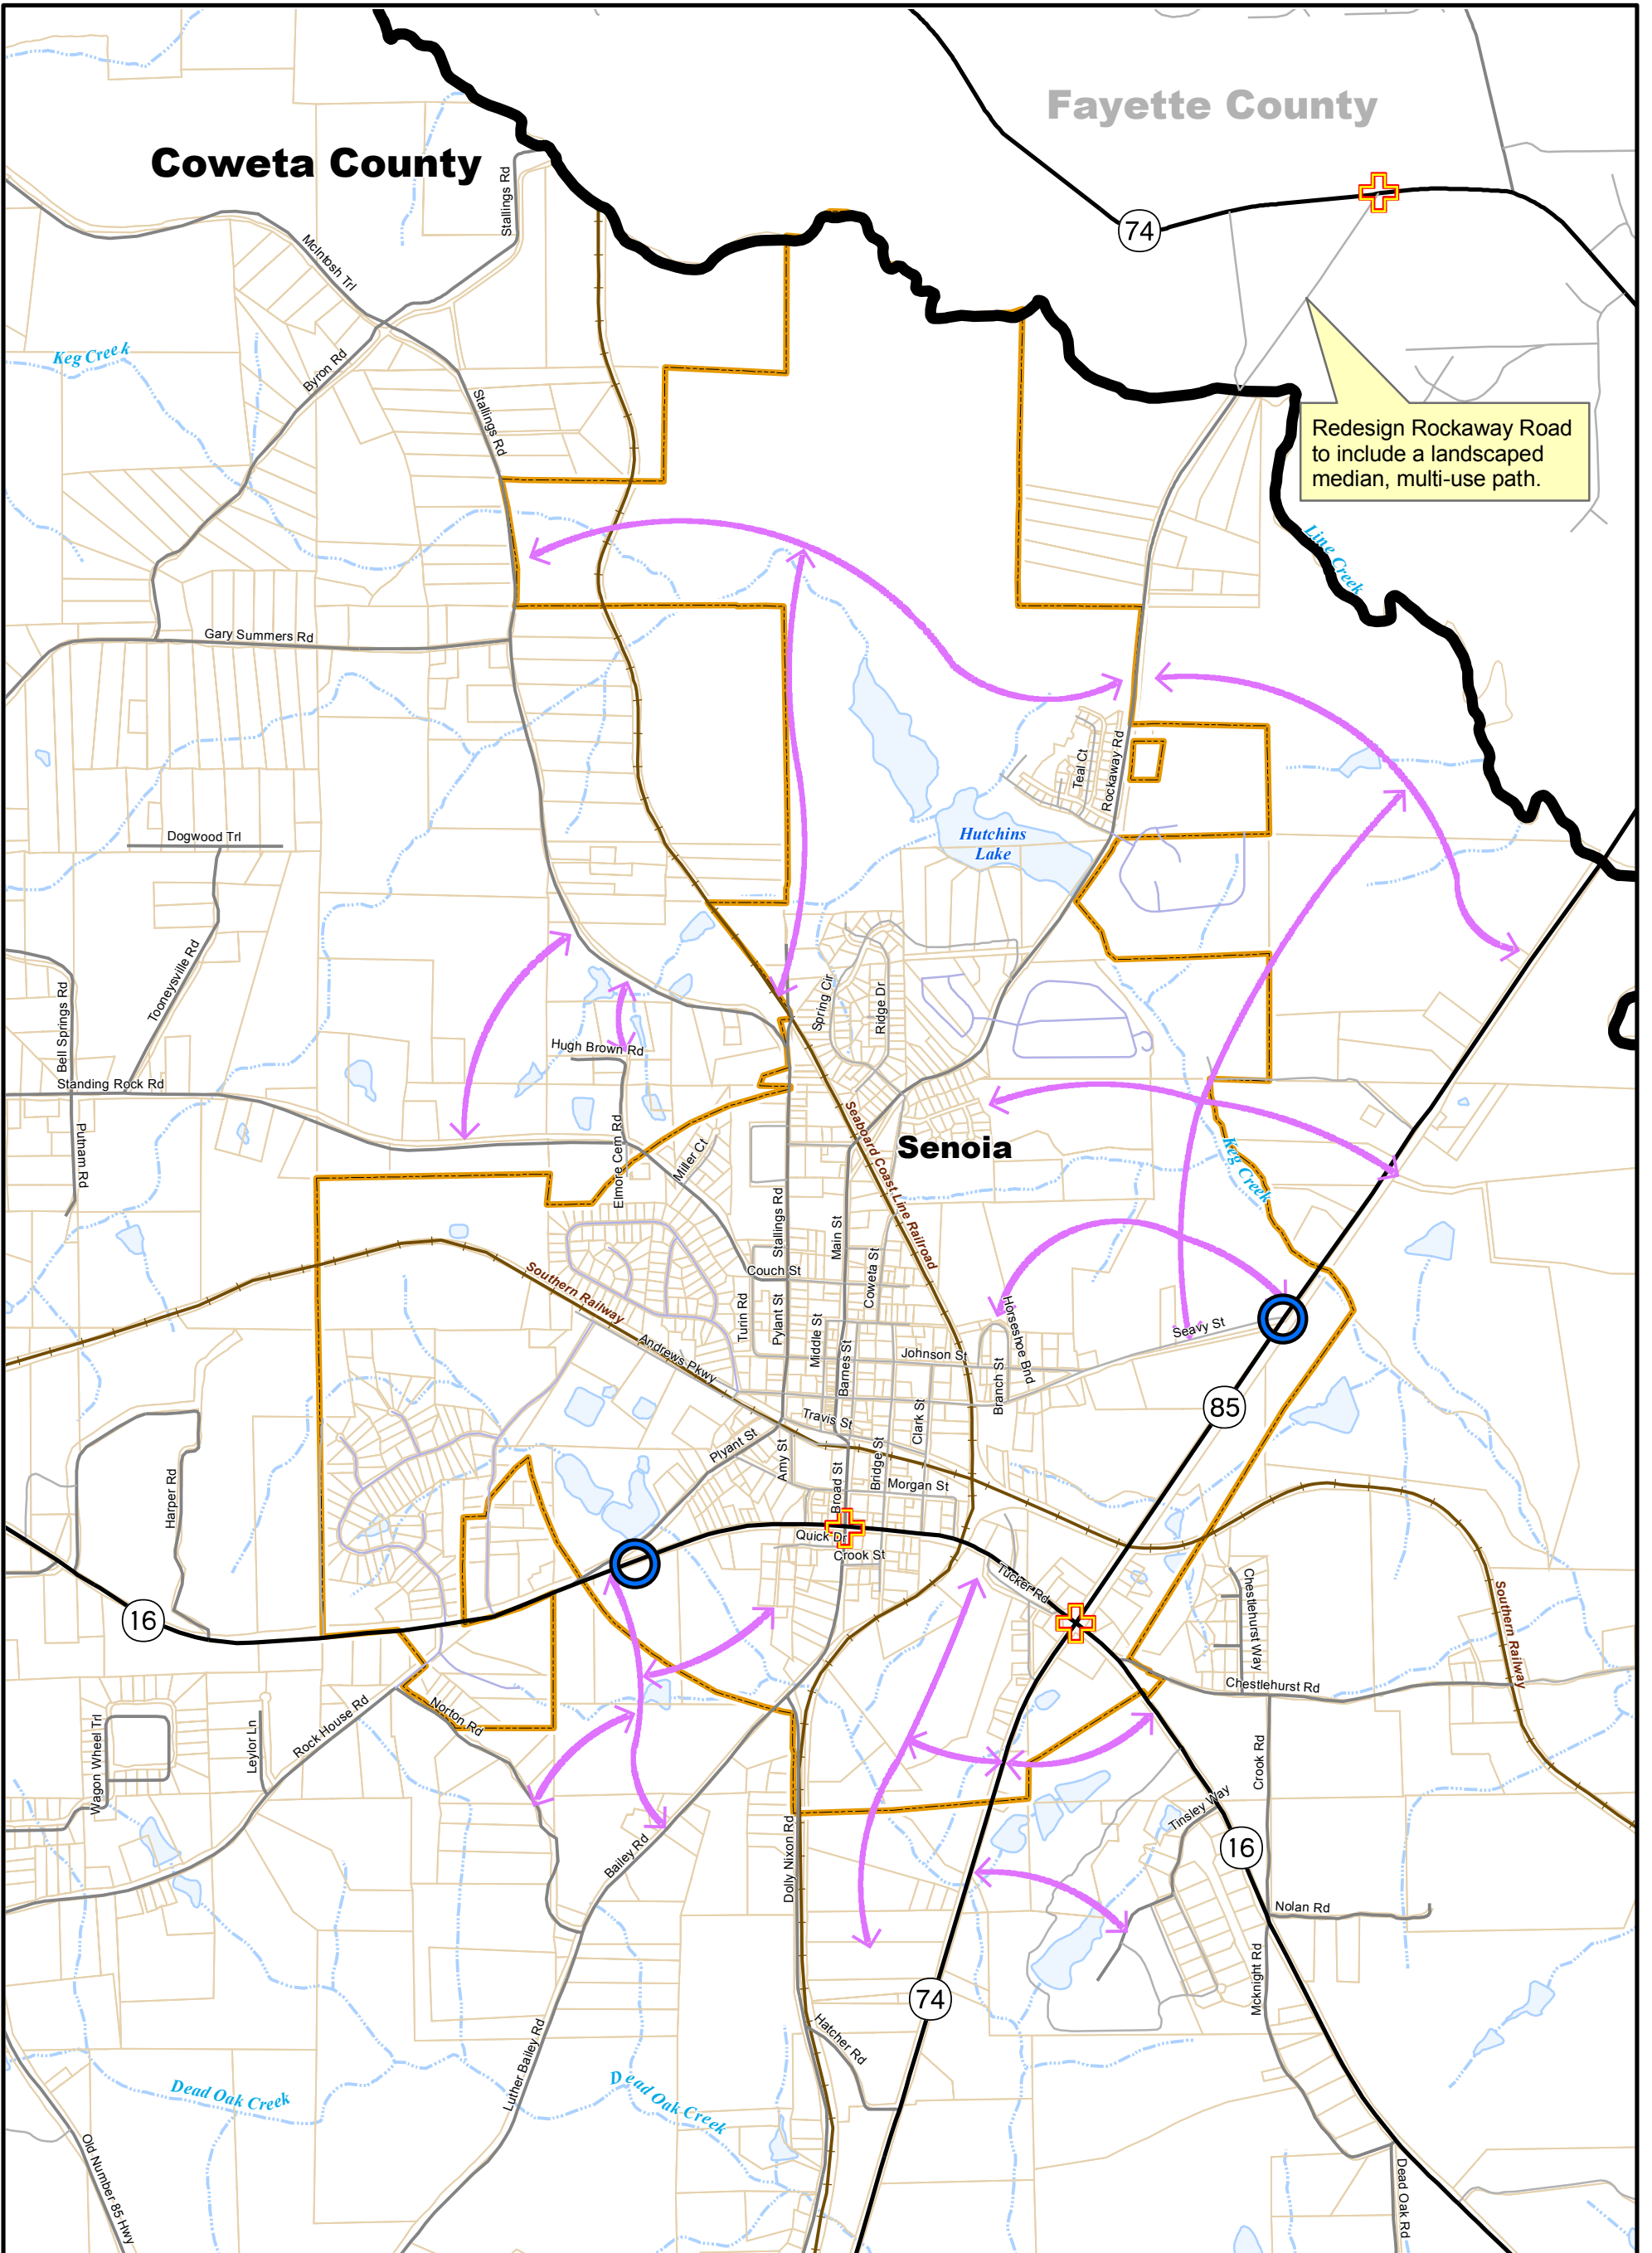 Fayette County
Coweta County
Stallings Rd
74
McIntosh Trl
Keg Creek
Byron Rd
Stallings Rd
Redesign Rockaway Road
to include a landscaped
median, multi-use path.
Line Creek
Gary Summers Rd
Teal Ct
Rockaway Rd
Dogwood Trl
Hutchins
Lake
Tooneysville Rd
Bell Springs Rd
Spring Cir
Ridge Dr
Hugh Brown Rd
Standing Rock Rd
Putnam Rd
Elmore Cem Rd
Miller Ct
Seaboard Coast Line Railroad
Senoia
Keg Creek
Stallings Rd
Main St
Coweta St
Couch St
Southern Railway
Turin Rd
Pylant St
Middle St
Barnes St
Johnson St
Horseshoe Bnd
Branch St
Seavy St
Andrews Pkwy
85
Travis St
Clark St
Plyant St
Amy St
Bridge St
Broad St
Morgan St
Harper Rd
Quick Dr
Crook St
Tucker Rd
16
Chestlehurst Way
Southern Railway
Chestlehurst Rd
Rock House Rd
Norton Rd
Leylor Ln
Wagon Wheel Trl
Crook Rd
Tinsley Way
16
Bailey Rd
Dolly Nixon Rd
Nolan Rd
Mcknight Rd
74
Hatcher Rd
Luther Bailey Rd
Dead Oak Creek
Dead Oak Creek
Old Number 85 Hwy
Dead Oak Rd